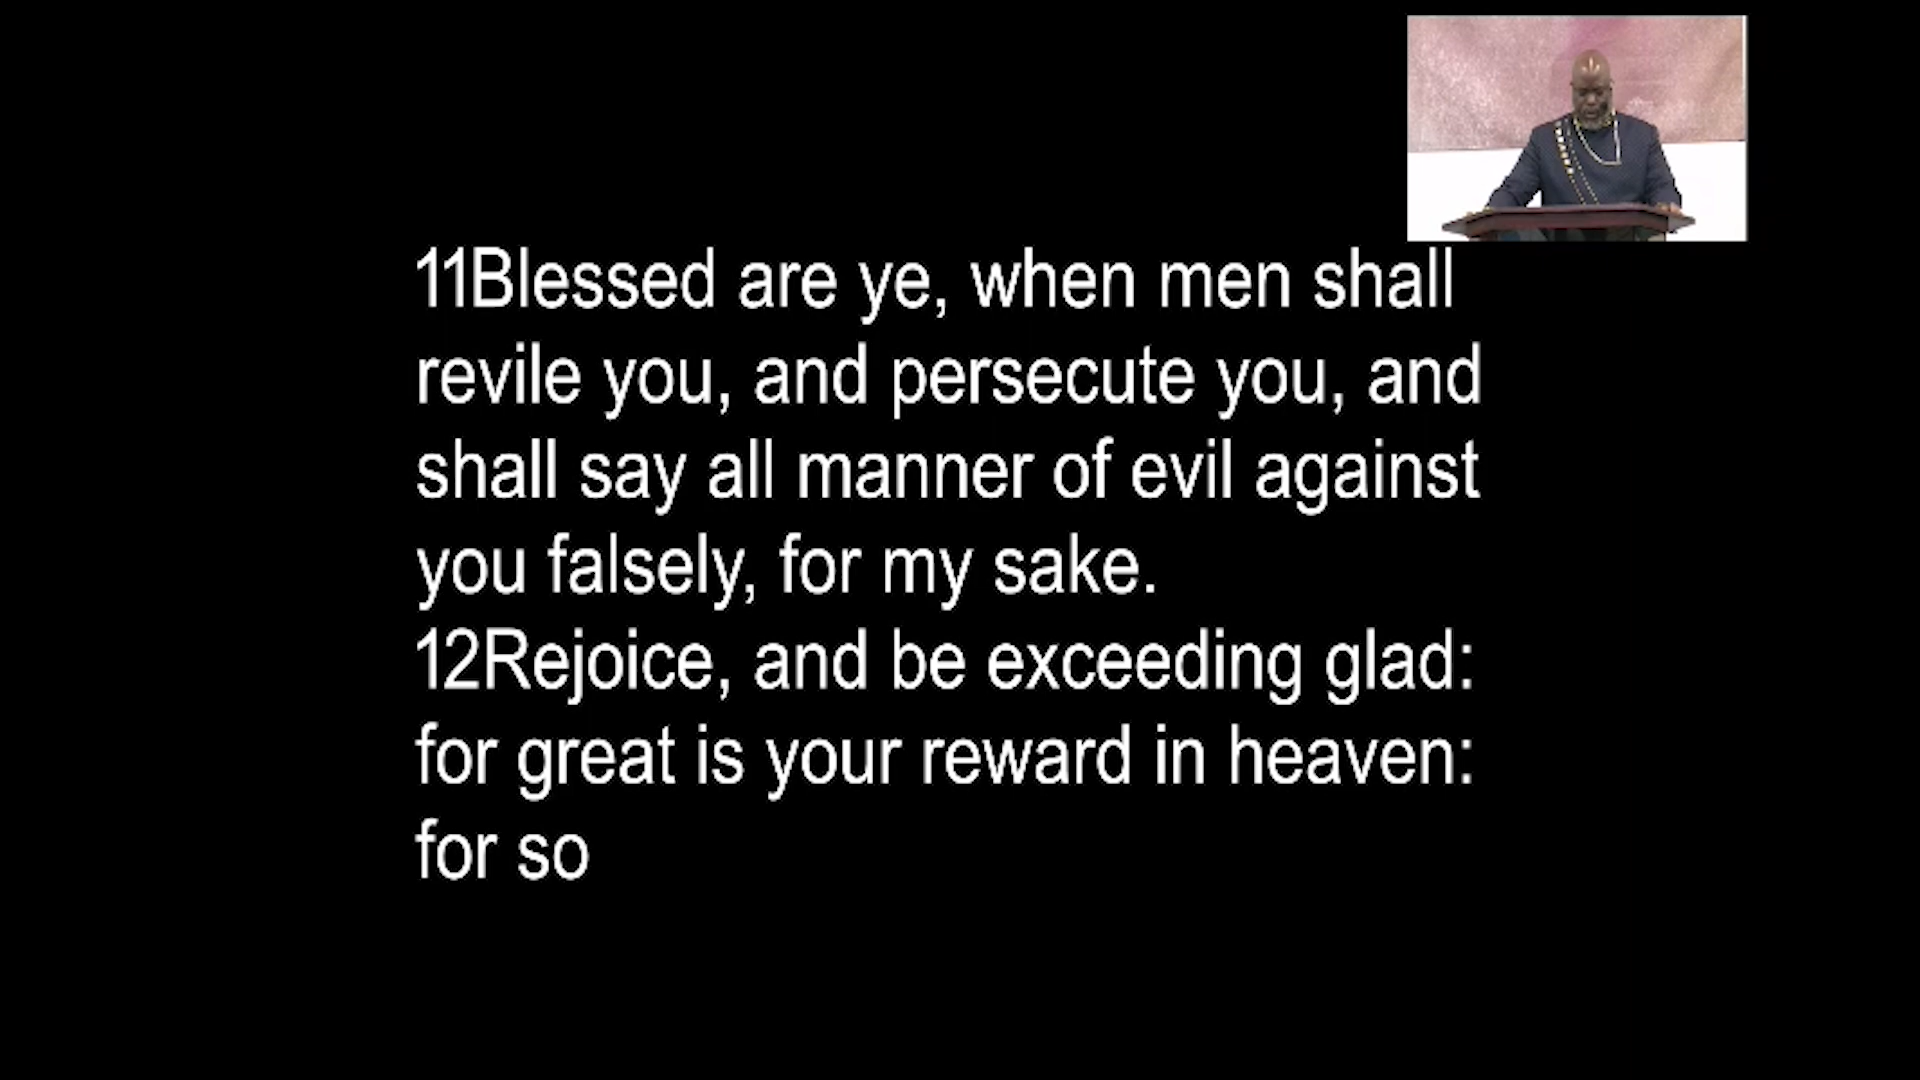 11Blessed are ye, when men shall
revile you, and persecute you, and
shall say all manner of evil against
you falsely, for my sake.
12Rejoice, and be exceeding glad:
for great is your reward in heaven:
for so